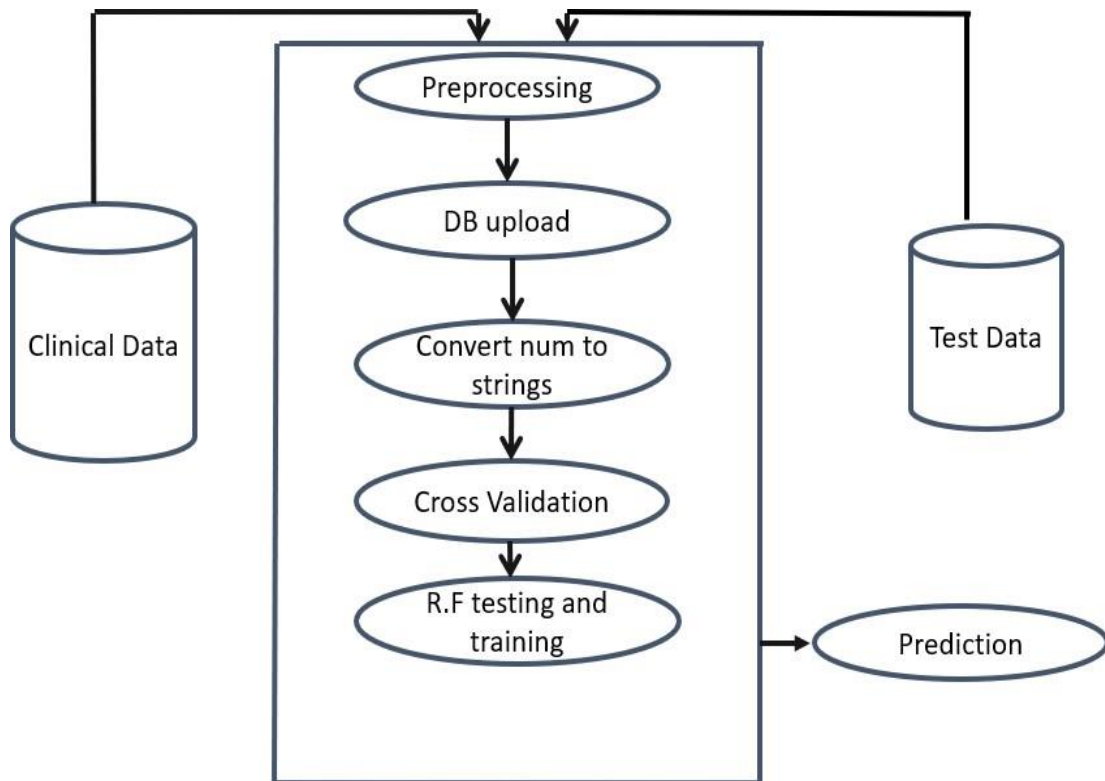 Preprocessing
DB upload
Clinical Data
Convert num to
strings
Test Data
Cross Validation
R.F testing and
training
Prediction